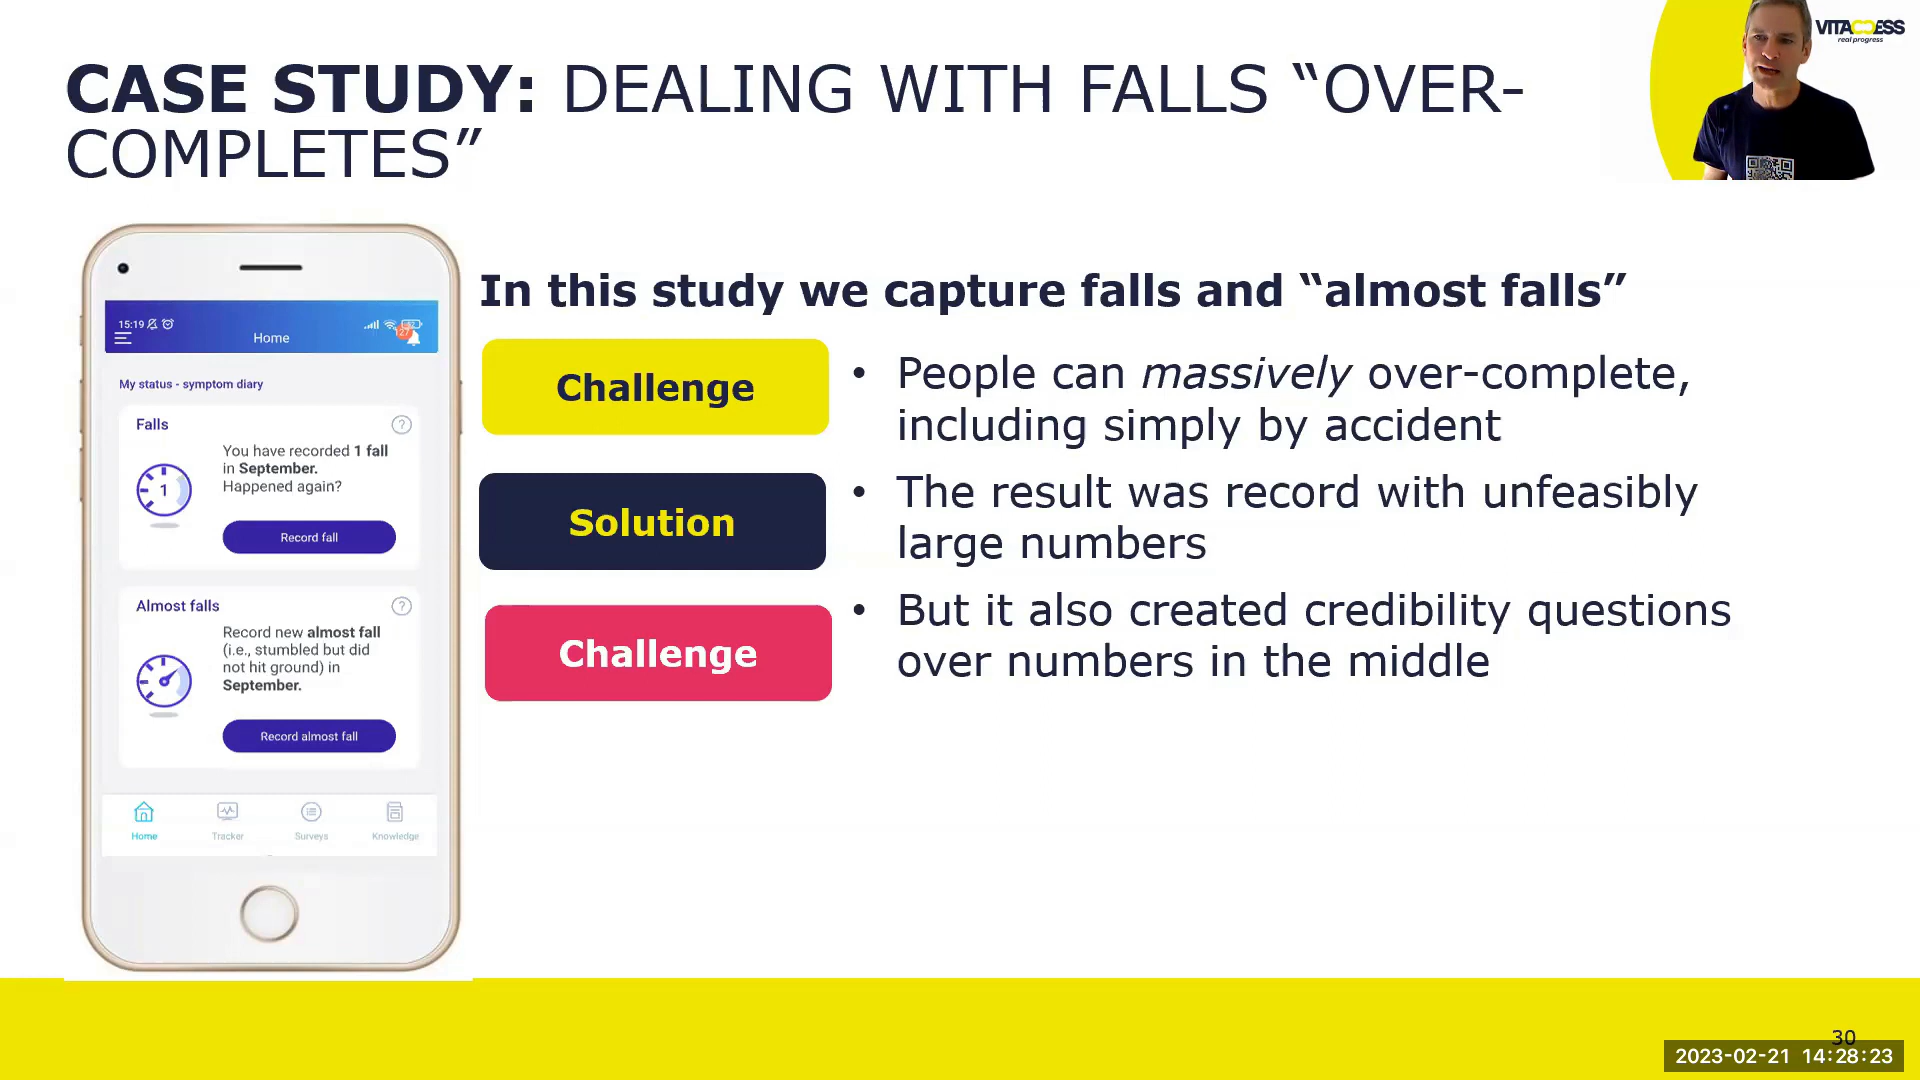 CASE STUDY: DEALING WITH FALLS “OVER-
COMPLETES”
VITACCESS
real progress
In this study we capture falls and “almost falls”
Challenge
• People can massively over-complete,
including simply by accident
Solution
• The result was record with unfeasibly
large numbers
Challenge
• But it also created credibility questions
over numbers in the middle
15:19
27
Home
My status - symptom diary
Falls
?
You have recorded 1 fall
in September.
Happened again?
1
Record fall
Almost falls
?
Record new almost fall
(i.e., stumbled but did
not hit ground) in
September.
Record almost fall
Home
Tracker
Surveys
Knowledge
30
2023-02-21 14:28:23